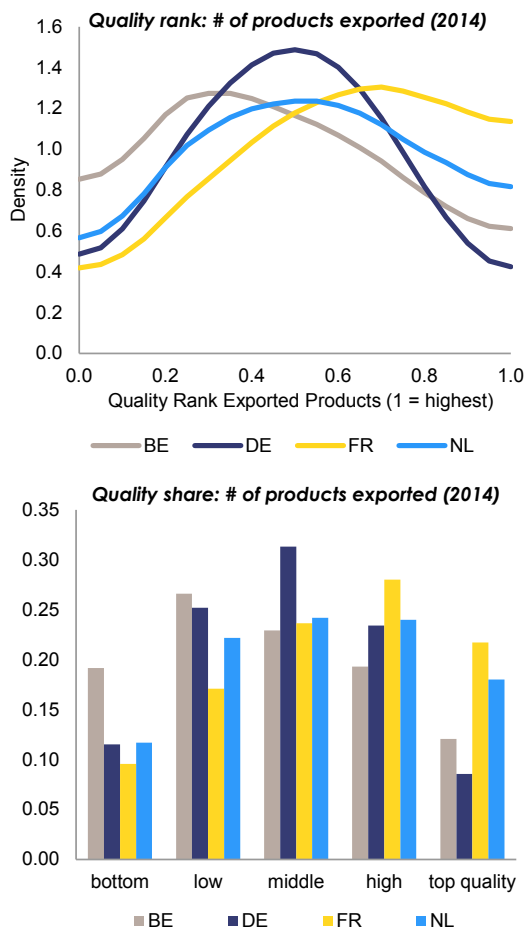 Quality rank: # of products exported (2014)
1.6
1.4
1.2
1.0
0.8
0.6
0.4
0.2
0.0
Density
0.0 0.2 0.4 0.6 0.8 1.0
Quality Rank Exported Products (1 = highest)
BE DE FR NL
Quality share: # of products exported (2014)
0.35
0.30
0.25
0.20
0.15
0.10
0.05
0.00
bottom low middle high top quality
BE DE FR NL